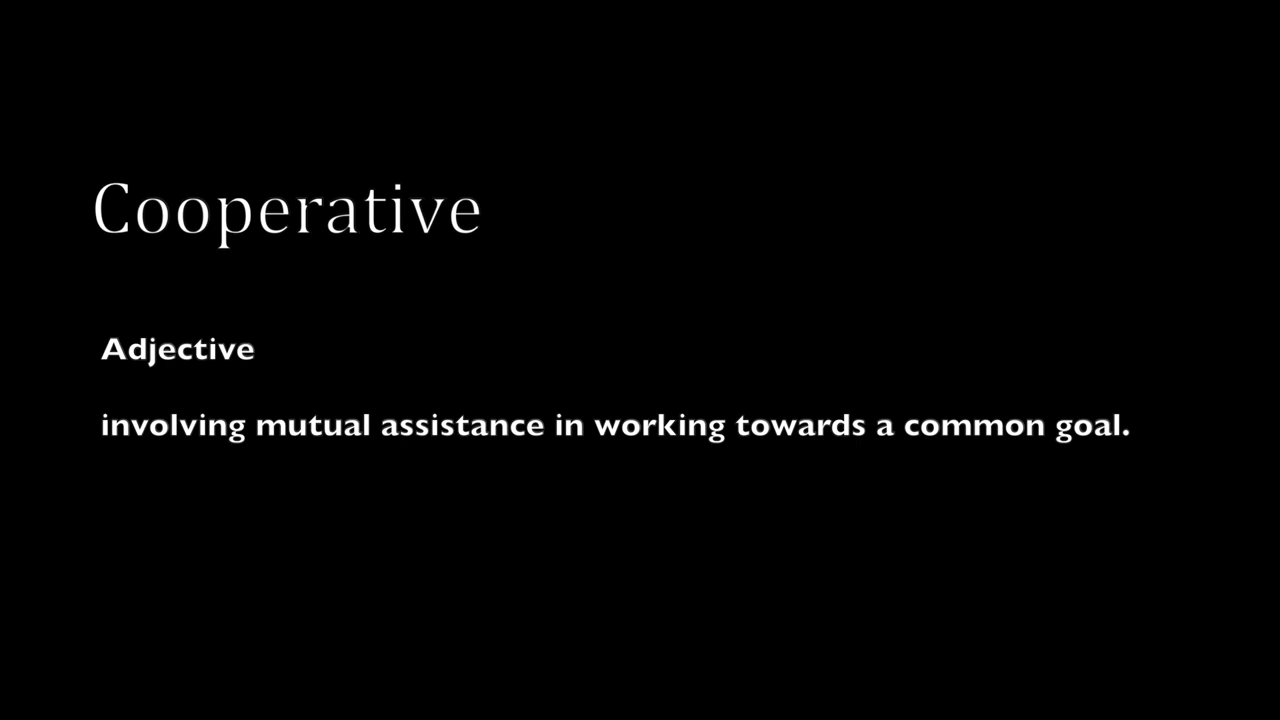 Cooperative
Adjective
involving mutual assistance in working towards a common goal.